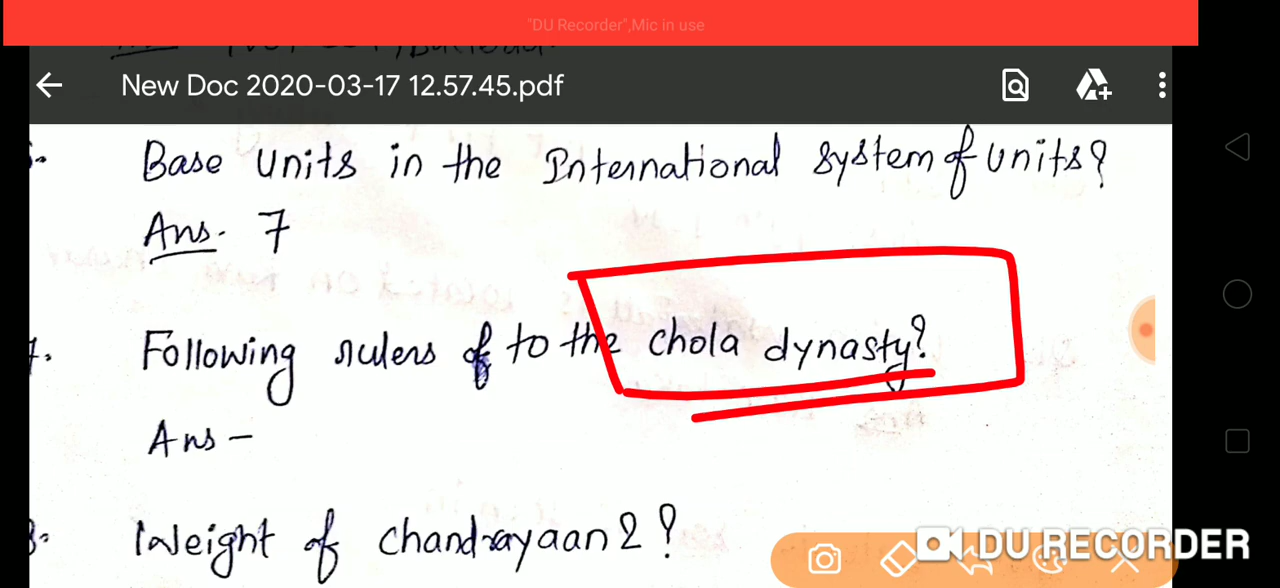 "DU Recorder",Mic in use
New Doc 2020-03-17 12.57.45.pdf
Base units in the International system of units?
Ans. 7
7. Following rulers of to the chola dynasty?
Ans -
8. Weight of chandrayaan 2?
DU RECORDER